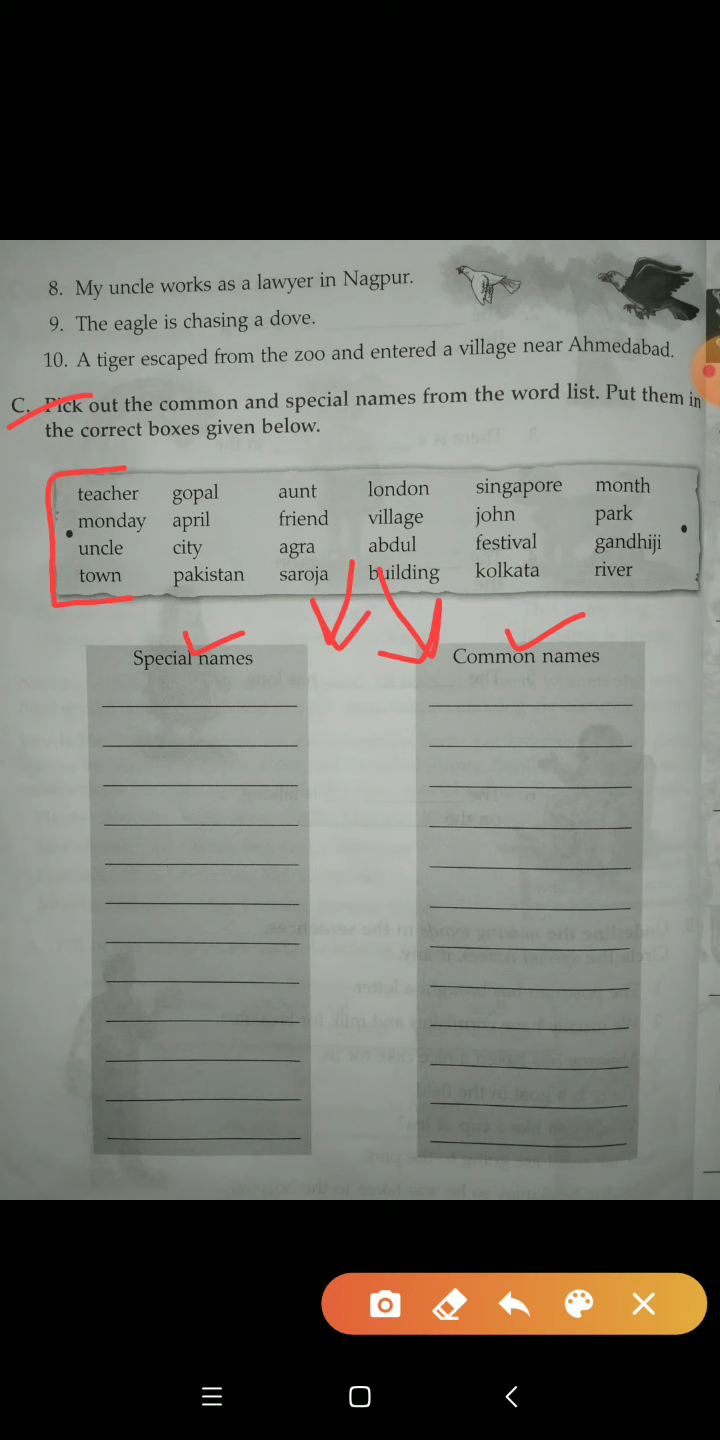 8. My uncle works as a lawyer in Nagpur.
9. The eagle is chasing a dove.
10. A tiger escaped from the zoo and entered a village near Ahmedabad.
C. Pick out the common and special names from the word list. Put them in
the correct boxes given below.
teacher gopal aunt london singapore month
monday april friend village john park
uncle city agra abdul festival gandhiji
town pakistan saroja building kolkata river
Special names Common names